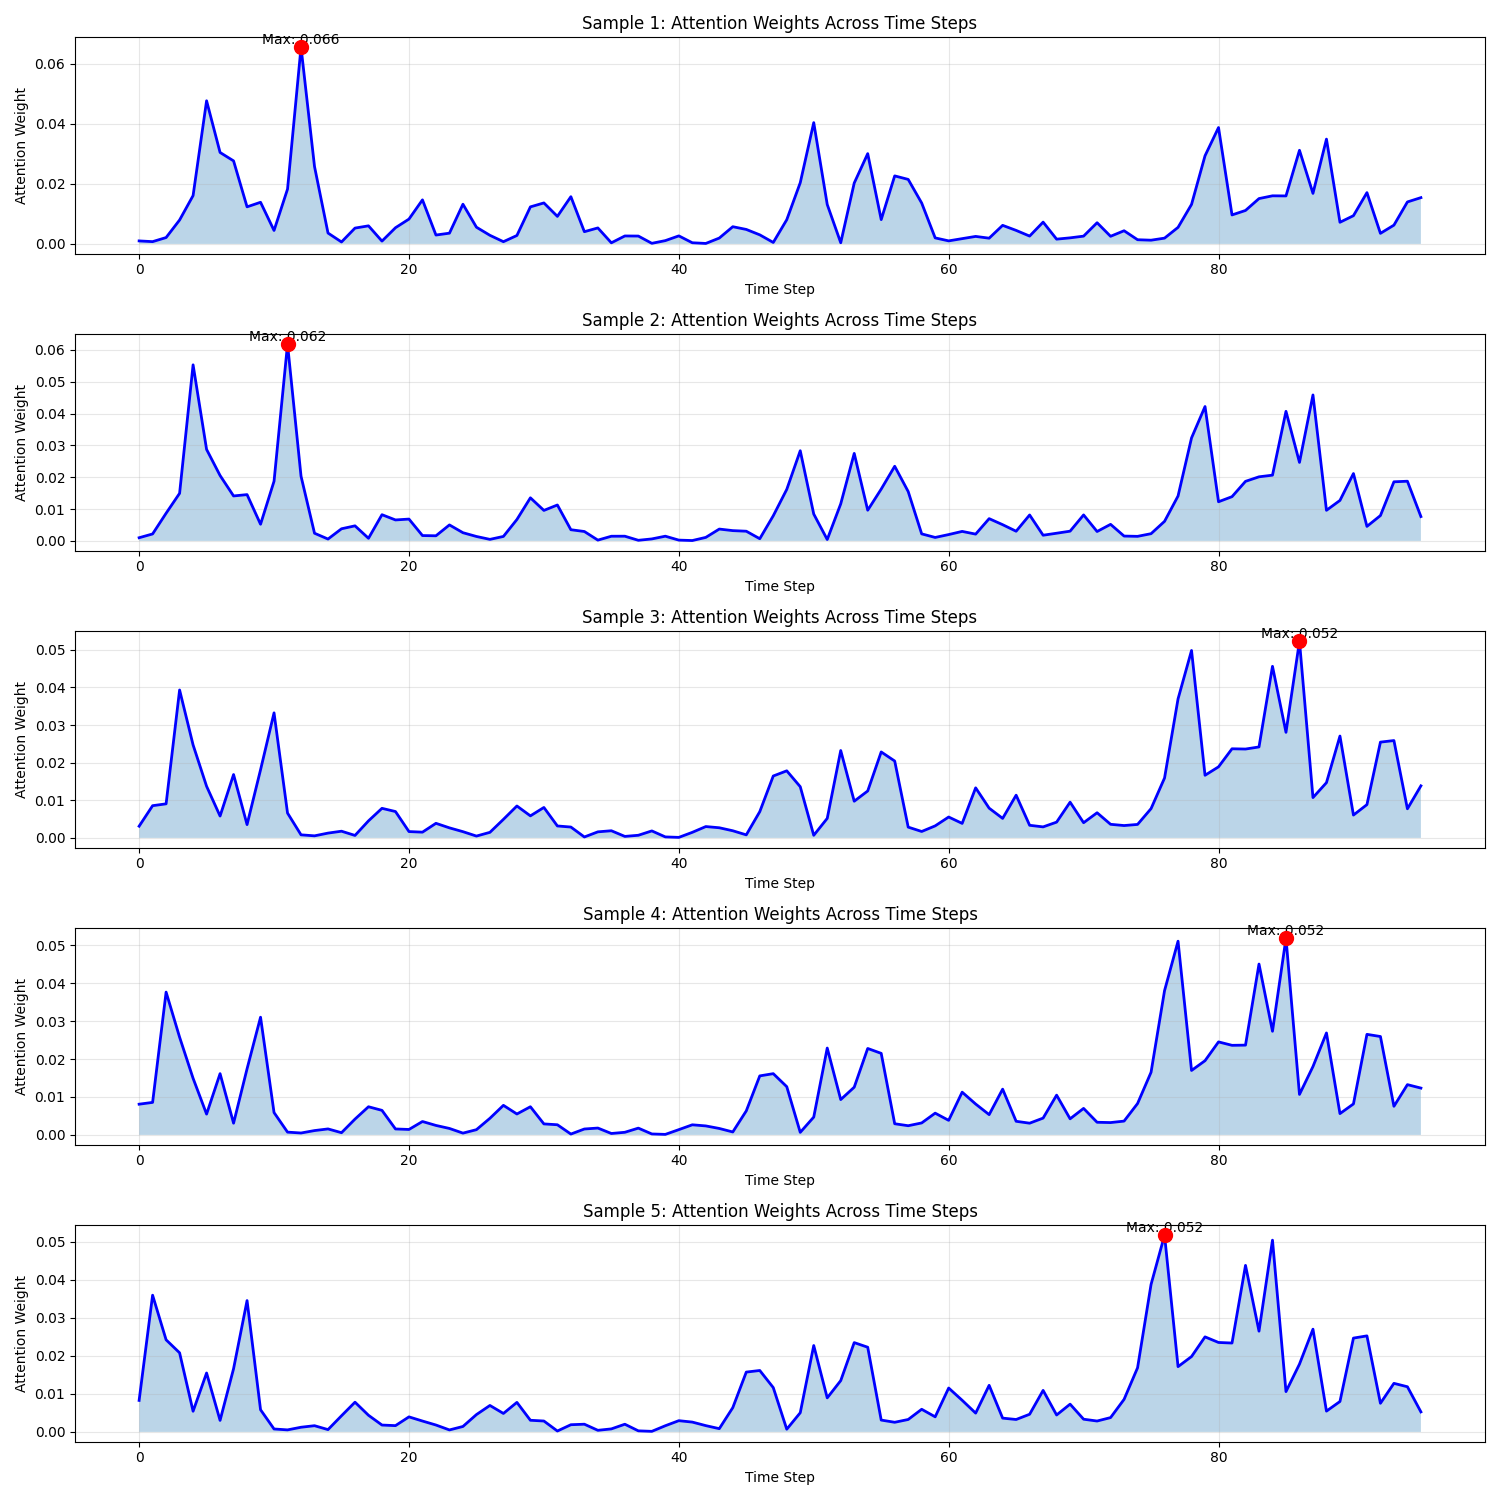 Sample 1: Attention Weights Across Time Steps
Max: 0.066
Attention Weight
0.06
0.04
0.02
0.00
0 20 40 60 80
Time Step
Sample 2: Attention Weights Across Time Steps
Max: 0.062
Attention Weight
0.06
0.05
0.04
0.03
0.02
0.01
0.00
0 20 40 60 80
Time Step
Sample 3: Attention Weights Across Time Steps
Max: 0.052
Attention Weight
0.05
0.04
0.03
0.02
0.01
0.00
0 20 40 60 80
Time Step
Sample 4: Attention Weights Across Time Steps
Max: 0.052
Attention Weight
0.05
0.04
0.03
0.02
0.01
0.00
0 20 40 60 80
Time Step
Sample 5: Attention Weights Across Time Steps
Max: 0.052
Attention Weight
0.05
0.04
0.03
0.02
0.01
0.00
0 20 40 60 80
Time Step